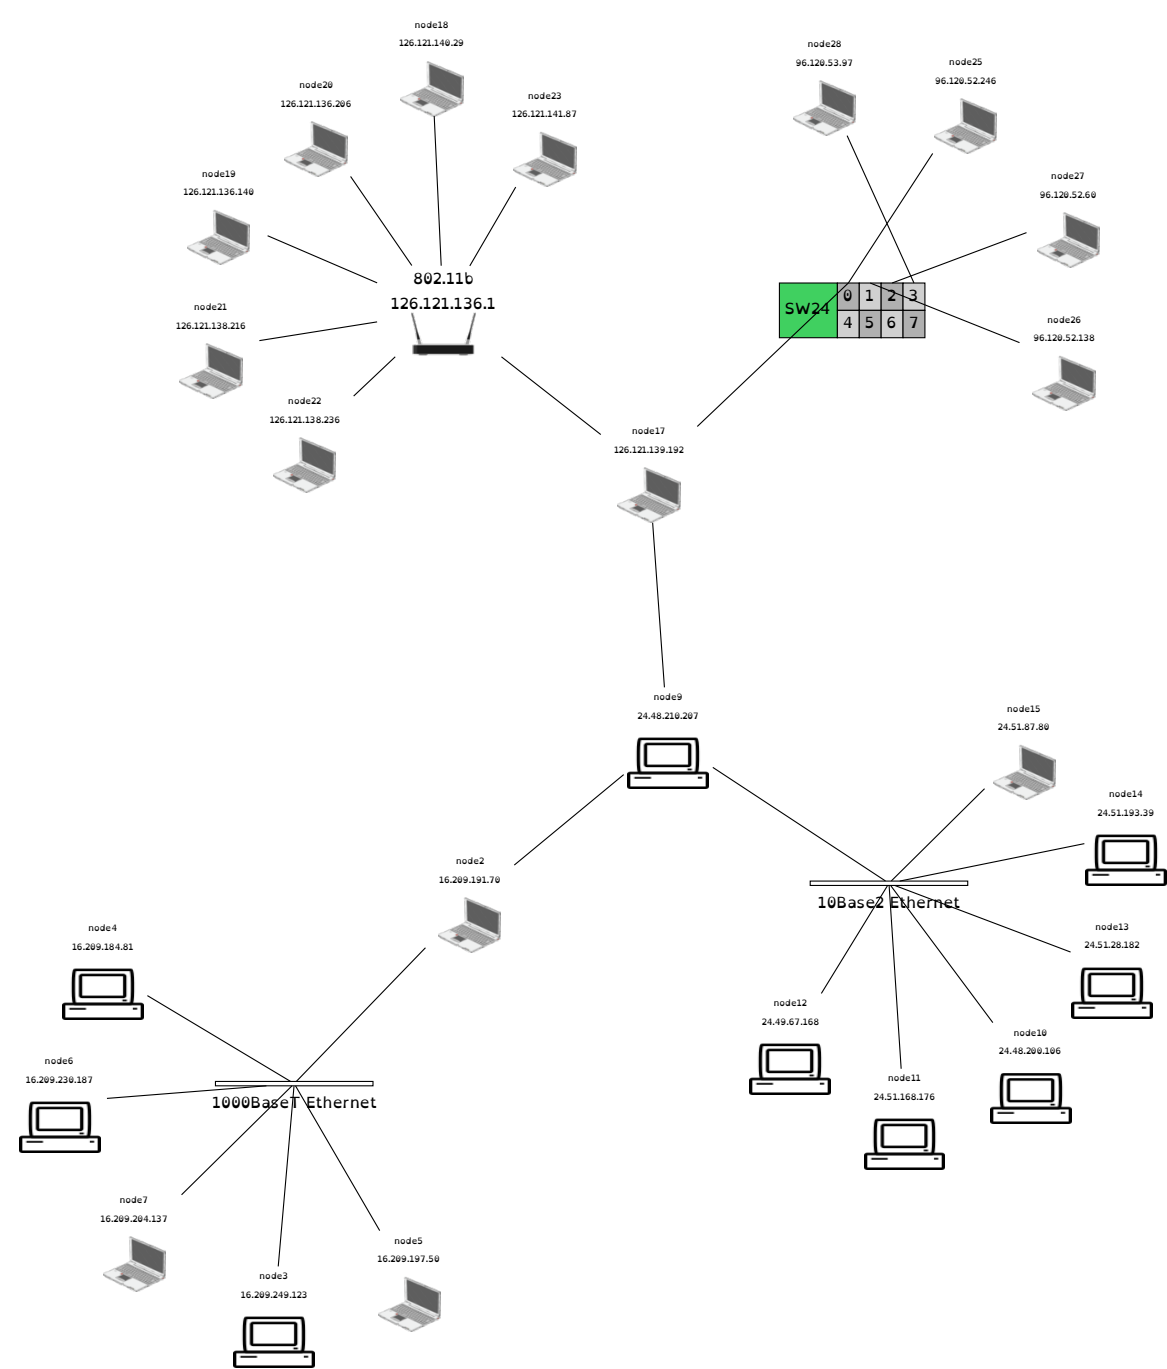 node18
126.121.140.29
node28
96.120.53.97
node25
96.120.52.246
node20
126.121.136.206
node23
126.121.141.87
node19
126.121.136.140
node27
96.120.52.60
802.11b
126.121.136.1
SW24
0 1 2 3
4 5 6 7
node21
126.121.138.216
node26
96.120.52.138
node22
126.121.138.236
node17
126.121.139.192
node9
24.48.210.207
node15
24.51.87.80
node14
24.51.193.39
node2
16.209.191.70
10Base2 Ethernet
node4
16.209.184.81
node13
24.51.28.182
node12
24.49.67.168
node10
24.48.200.106
node6
16.209.230.187
node11
24.51.168.176
1000BaseT Ethernet
node7
16.209.204.137
node5
16.209.197.50
node3
16.209.249.123